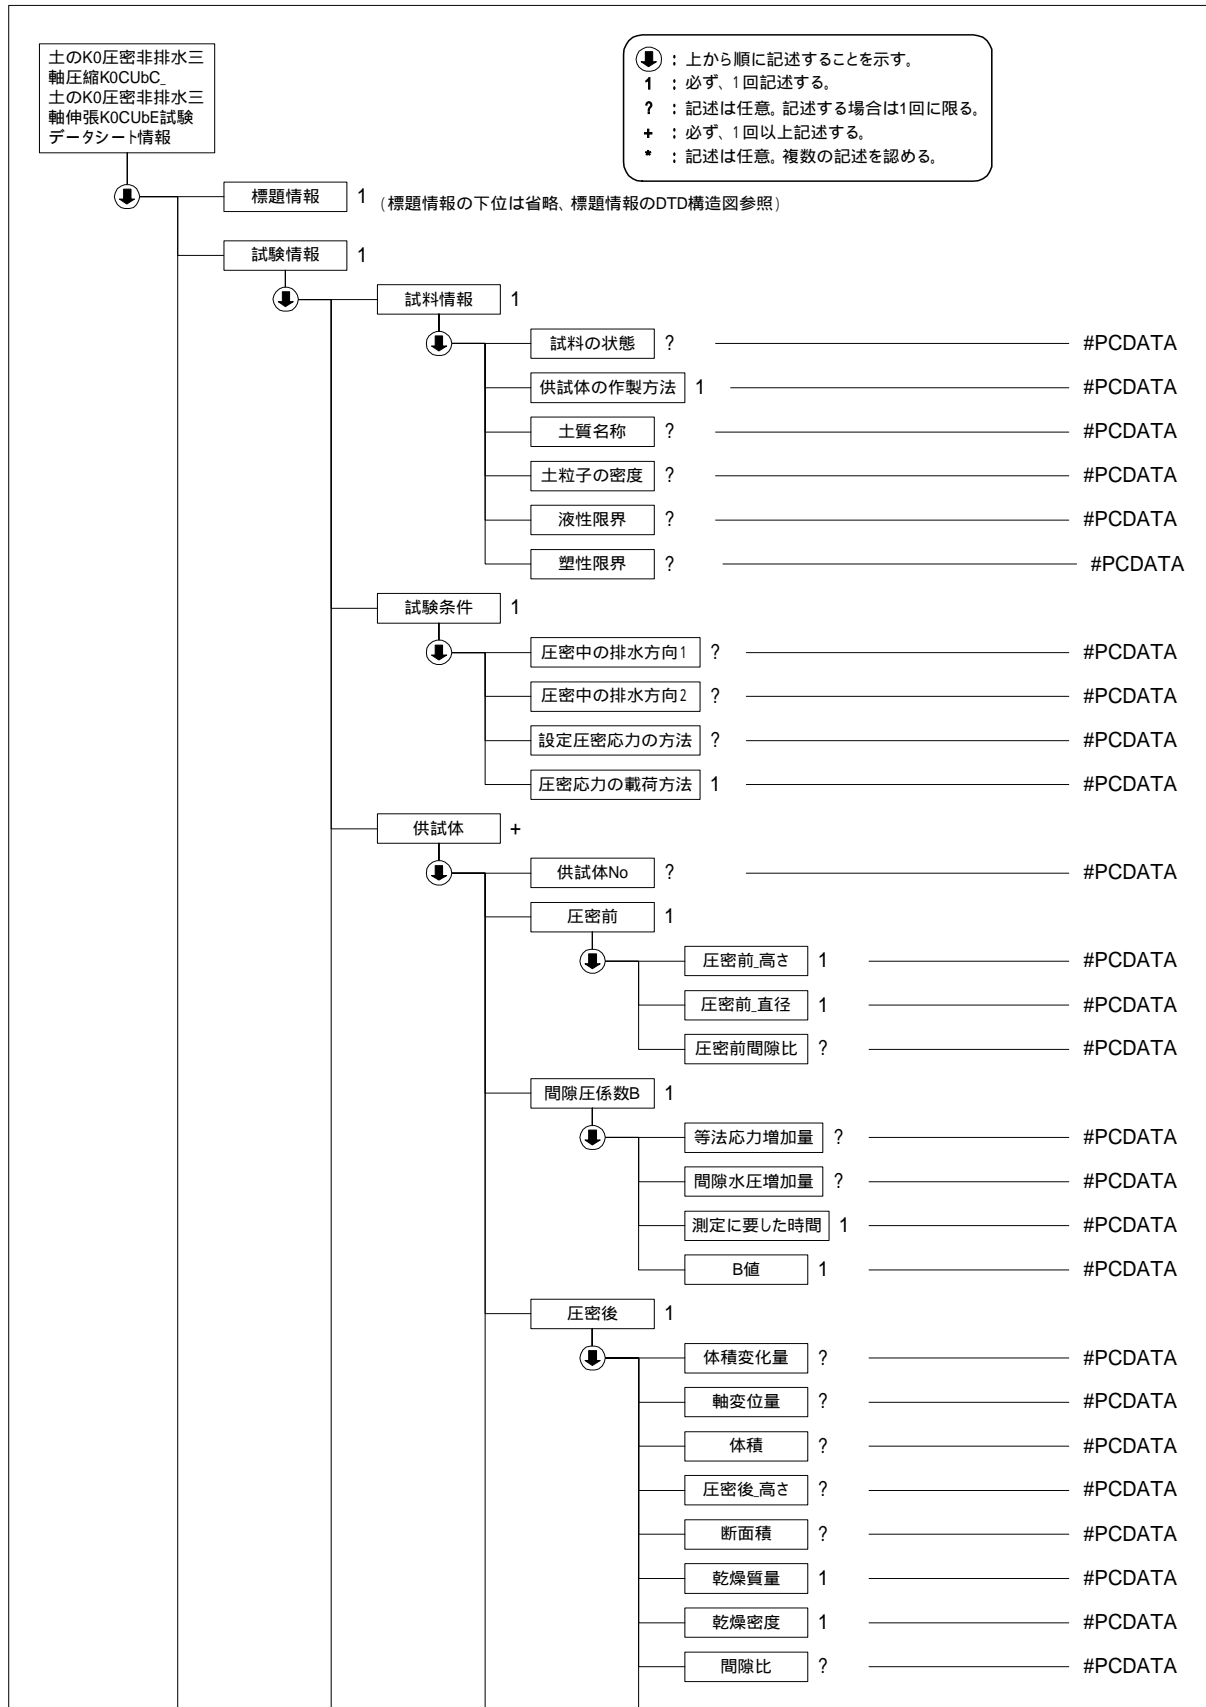 土のK0圧密非排水三
軸圧縮K0CUbC_
土のK0圧密非排水三
軸伸張K0CUbE試験
データシート情報
：上から順に記述することを示す。
1 ：必ず、1回記述する。
? ：記述は任意。記述する場合は1回に限る。
+ ：必ず、1回以上記述する。
* ：記述は任意。複数の記述を認める。
標題情報 1 (標題情報の下位は省略、標題情報のDTD構造図参照)
試験情報 1
試料情報 1
試料の状態 ? #PCDATA
供試体の作製方法 1 #PCDATA
土質名称 ? #PCDATA
土粒子の密度 ? #PCDATA
液性限界 ? #PCDATA
塑性限界 ? #PCDATA
試験条件 1
圧密中の排水方向1 ? #PCDATA
圧密中の排水方向2 ? #PCDATA
設定圧密応力の方法 ? #PCDATA
圧密応力の載荷方法 1 #PCDATA
供試体 +
供試体No ? #PCDATA
圧密前 1
圧密前_高さ 1 #PCDATA
圧密前_直径 1 #PCDATA
圧密前間隙比 ? #PCDATA
間隙圧係数B 1
等法応力増加量 ? #PCDATA
間隙水圧増加量 ? #PCDATA
測定に要した時間 1 #PCDATA
B値 1 #PCDATA
圧密後 1
体積変化量 ? #PCDATA
軸変位量 ? #PCDATA
体積 ? #PCDATA
圧密後_高さ ? #PCDATA
断面積 ? #PCDATA
乾燥質量 1 #PCDATA
乾燥密度 1 #PCDATA
間隙比 ? #PCDATA